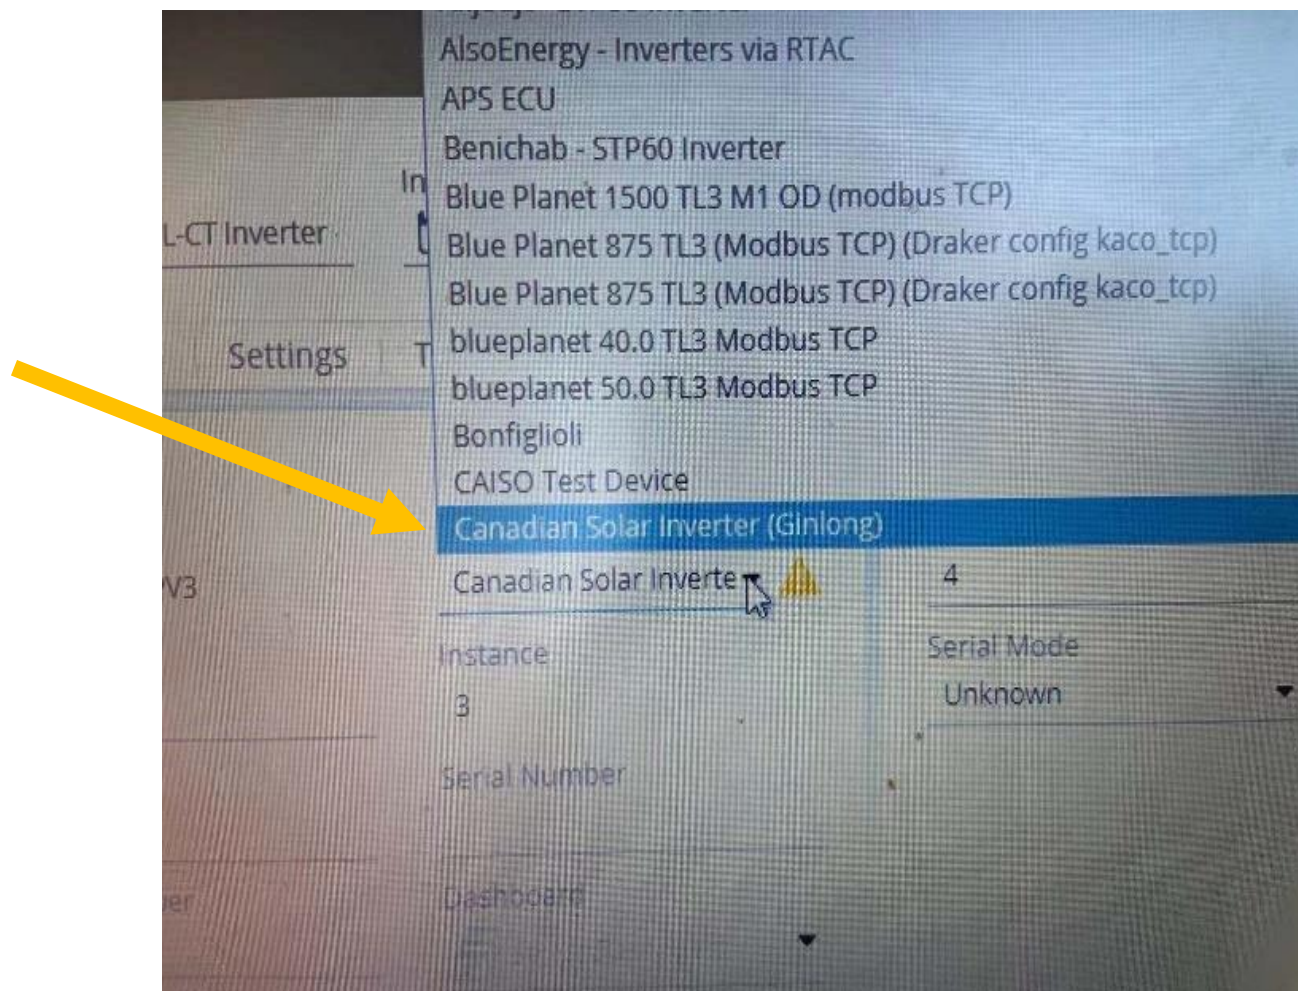 AlsoEnergy - Inverters via RTAC
APS ECU
Benichab - STP60 Inverter
In
Blue Planet 1500 TL3 M1 OD (modbus TCP)
L-CT Inverter
Blue Planet 875 TL3 (Modbus TCP) (Draker config kaco_tcp)
Blue Planet 875 TL3 (Modbus TCP) (Draker config kaco_tcp)
Settings
T
blueplanet 40.0 TL3 Modbus TCP
blueplanet 50.0 TL3 Modbus TCP
Bonfiglioli
CAISO Test Device
Canadian Solar Inverter (Ginlong)
V3
Canadian Solar Inverte
4
Instance
Serial Mode
3
Unknown
Serial Number
er
Dashboard